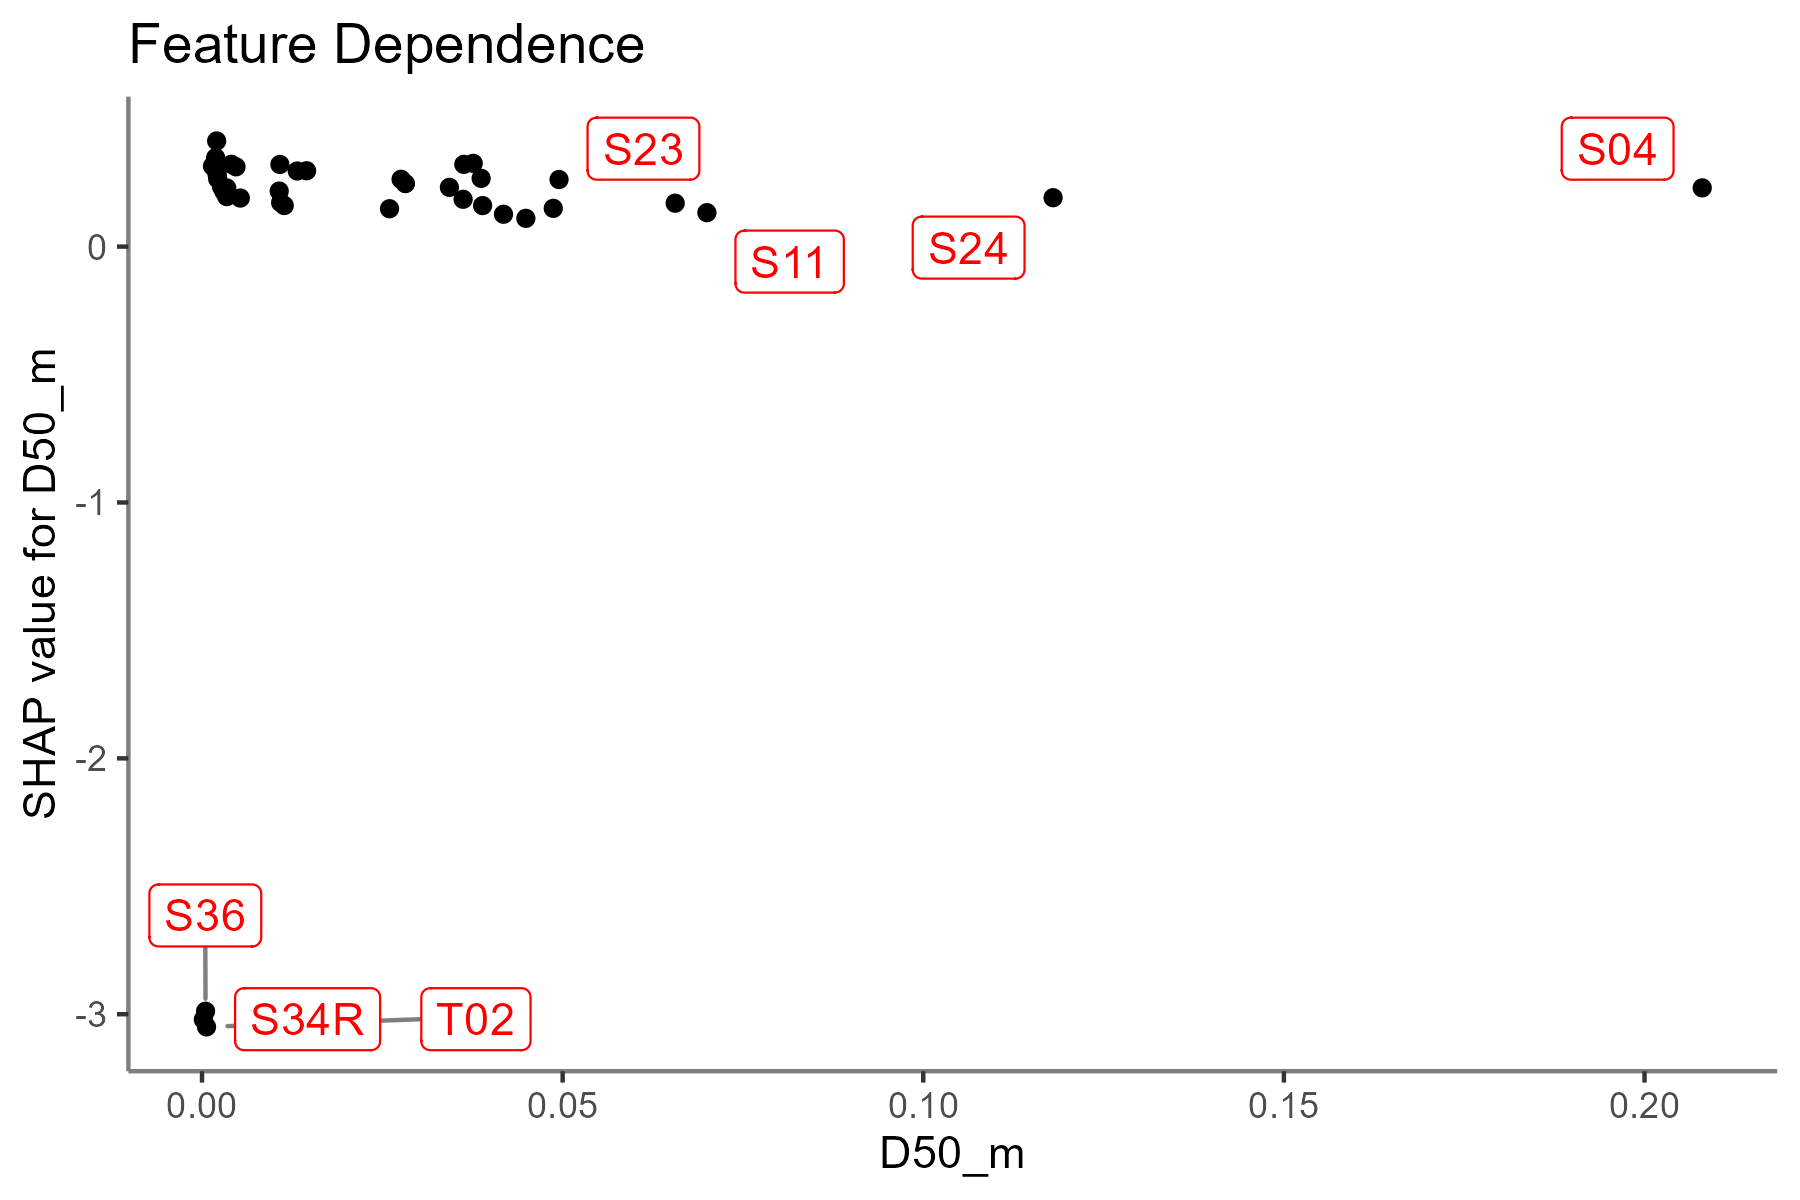 Feature Dependence
SHAP value for D50_m
0
-1
-2
-3
S23
S04
S11
S24
S36
S34R
T02
0.00
0.05
0.10
0.15
0.20
D50_m